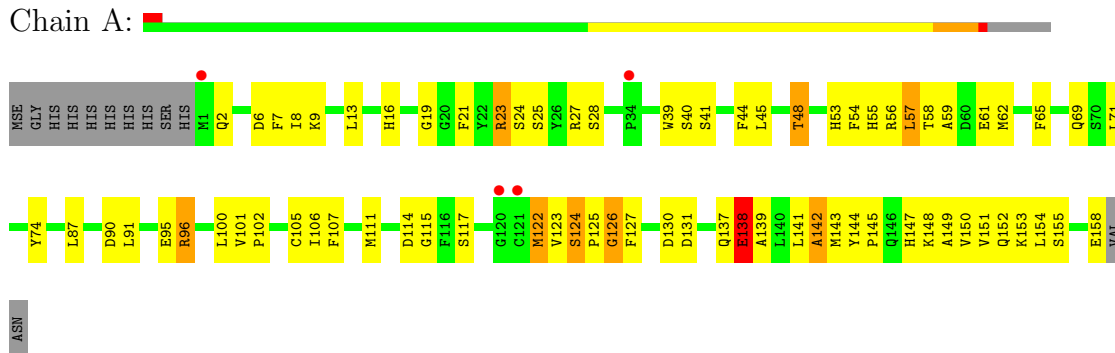 Chain A:
MSE GLY HIS HIS HIS HIS HIS HIS SER HIS M1 Q2 D6 F7 I8 K9 L13 H16 G19 G20 F21 Y22 R23 S24 S25 Y26 R27 S28 P34 W39 S40 S41 F44 L45 T48 H53 F54 H55 R56 L57 T58 A59 D60 E61 M62 F65 Q69 S70 L71
Y74 L87 D90 L91 E95 R96 L100 V101 P102 C105 I106 F107 M111 D114 G115 F116 S117 G120 C121 M122 V123 S124 P125 G126 F127 D130 D131 Q137 E138 A139 L140 L141 A142 M143 Y144 P145 Q146 H147 K148 A149 V150 V151 Q152 K153 L154 S155 E158 VAL
ASN